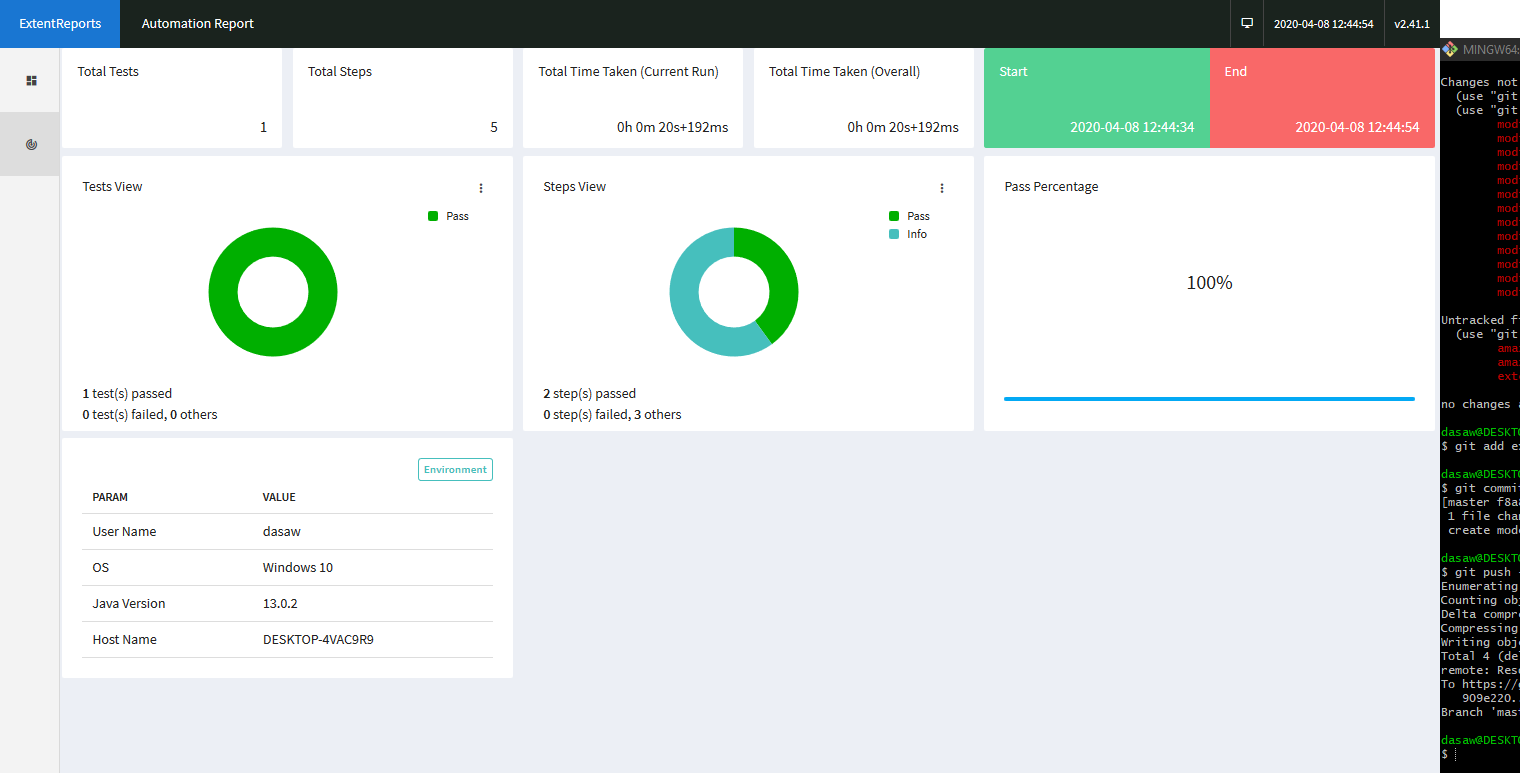 ExtentReports
Automation Report
2020-04-08 12:44:54
v2.41.1
Total Tests
1
Total Steps
5
Total Time Taken (Current Run)
0h 0m 20s+192ms
Total Time Taken (Overall)
0h 0m 20s+192ms
Start
2020-04-08 12:44:34
End
2020-04-08 12:44:54
Tests View
Pass
1 test(s) passed
0 test(s) failed, 0 others
Steps View
Pass
Info
2 step(s) passed
0 step(s) failed, 3 others
Pass Percentage
100%
Environment
PARAM VALUE
User Name dasaw
OS Windows 10
Java Version 13.0.2
Host Name DESKTOP-4VAC9R9
MINGW64:
Changes not
(use "git
(use "git
mod
mod
mod
mod
mod
mod
mod
mod
mod
mod
mod
mod
mod
Untracked f
(use "git
ama
ama
ext
no changes
dasaw@DESKT
$ git add e
dasaw@DESKT
$ git commi
[master f8a
1 file cha
create mod
dasaw@DESKT
$ git push
Enumerating
Counting ob
Delta compr
Compressing
Writing obj
Total 4 (de
remote: Res
To https://
909e220.
Branch 'mas
dasaw@DESKT
$